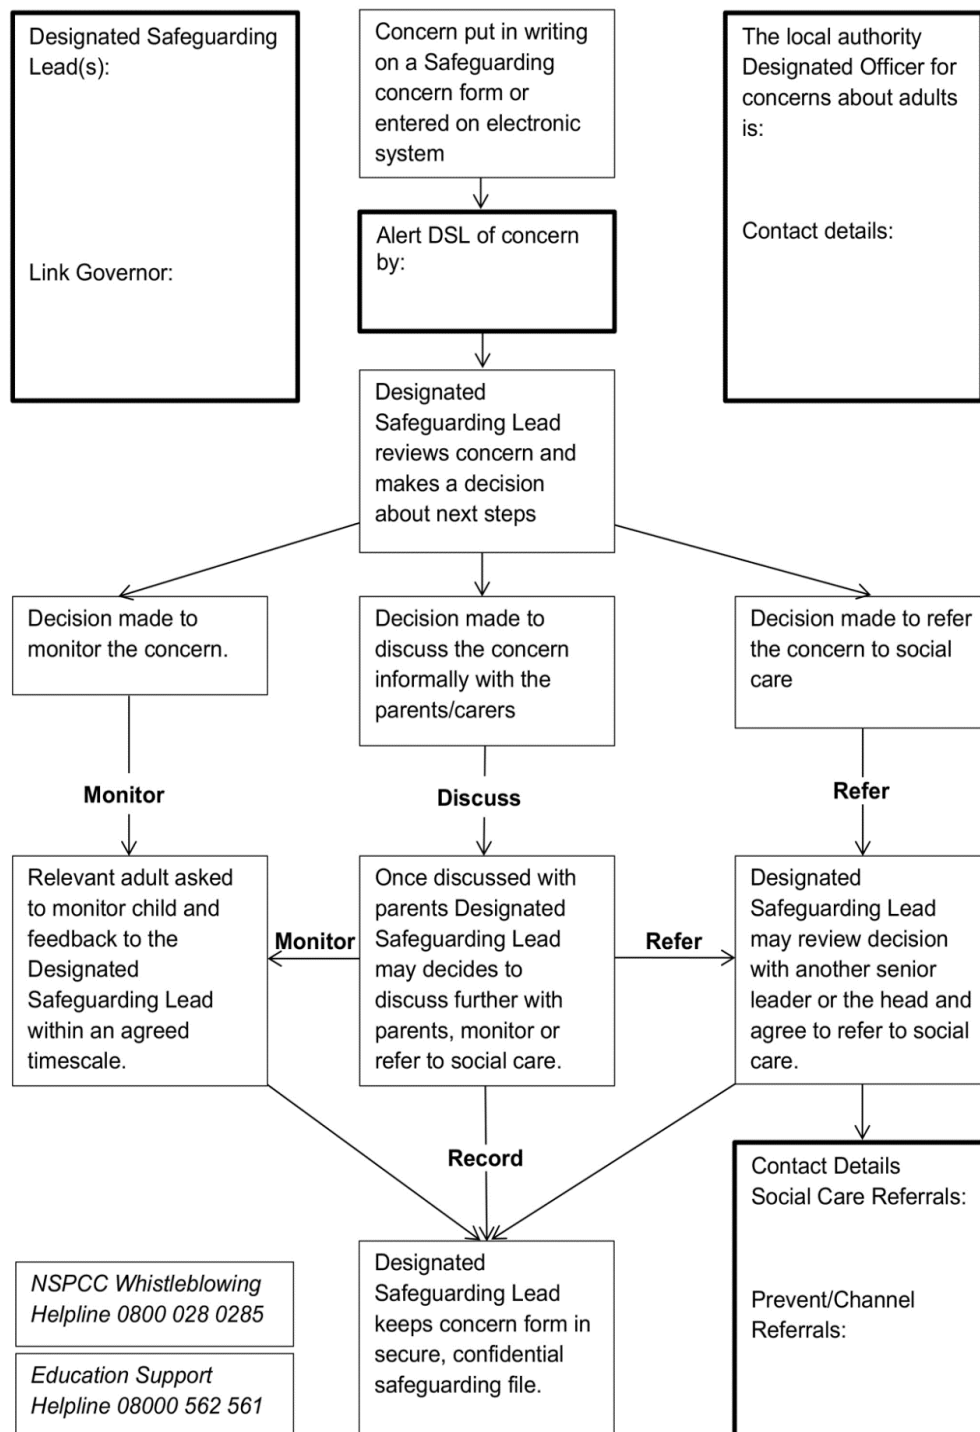 Designated Safeguarding
Lead(s):
Link Governor:
Concern put in writing
on a Safeguarding
concern form or
entered on electronic
system
The local authority
Designated Officer for
concerns about adults
is:
Contact details:
Alert DSL of concern
by:
Designated
Safeguarding Lead
reviews concern and
makes a decision
about next steps
Decision made to
monitor the concern.
Decision made to
discuss the concern
informally with the
parents/carers
Decision made to refer
the concern to social
care
Monitor
Discuss
Refer
Relevant adult asked
to monitor child and
feedback to the
Designated
Safeguarding Lead
within an agreed
timescale.
Monitor
Once discussed with
parents Designated
Safeguarding Lead
may decides to
discuss further with
parents, monitor or
refer to social care.
Refer
Designated
Safeguarding Lead
may review decision
with another senior
leader or the head and
agree to refer to social
care.
Record
Contact Details
Social Care Referrals:
Prevent/Channel
Referrals:
Designated
Safeguarding Lead
keeps concern form in
secure, confidential
safeguarding file.
NSPCC Whistleblowing
Helpline 0800 028 0285
Education Support
Helpline 08000 562 561